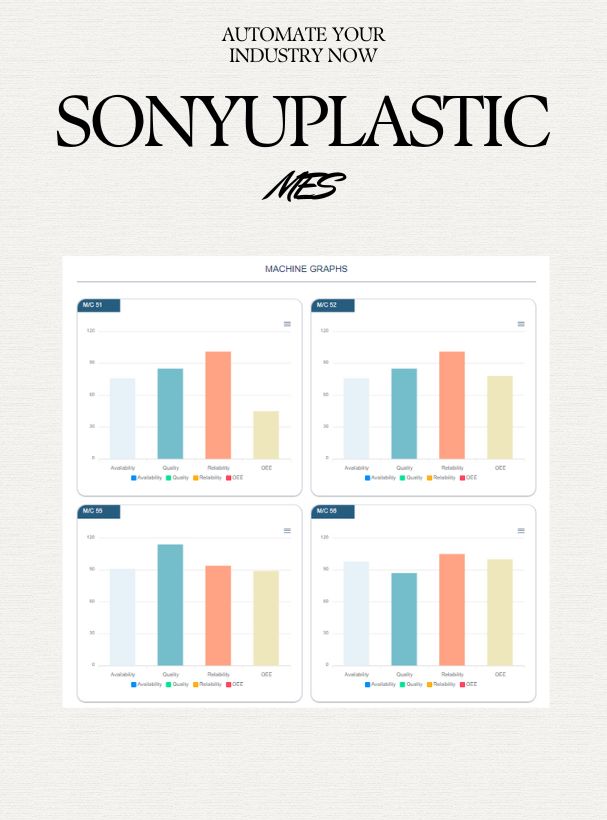 AUTOMATE YOUR
INDUSTRY NOW
SONYUPLASTIC
MES
MACHINE GRAPHS
M/C 51
120
90
60
30
0
Availability Quality Reliability OEE
Availability Quality Reliability OEE
M/C 52
120
90
60
30
0
Availability Quality Reliability OEE
Availability Quality Reliability OEE
M/C 55
120
90
60
30
0
Availability Quality Reliability OEE
Availability Quality Reliability OEE
M/C 56
120
90
60
30
0
Availability Quality Reliability OEE
Availability Quality Reliability OEE